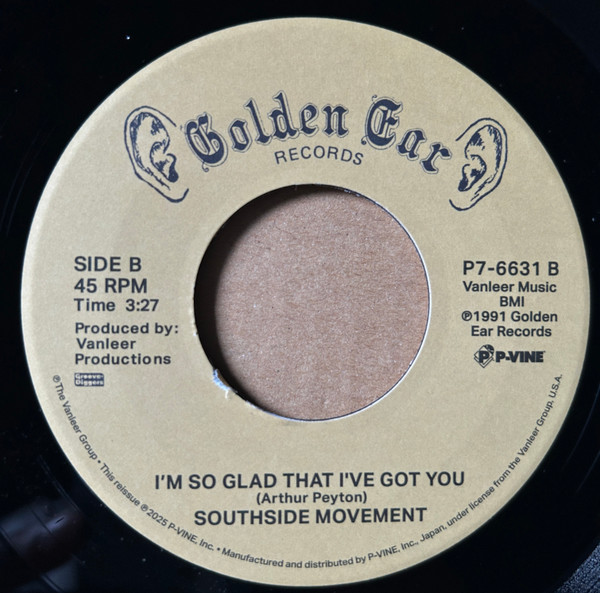 Golden Ear
RECORDS
SIDE B
45 RPM
Time 3:27
Produced by:
Vanleer
Productions
Groove-
Diggers
P7-6631 B
Vanleer Music
BMI
℗1991 Golden
Ear Records
P P-VINE
I'M SO GLAD THAT I'VE GOT YOU
(Arthur Peyton)
SOUTHSIDE MOVEMENT
℗The Vanleer Group • This reissue ℗2025 P-VINE, Inc. • Manufactured and distributed by P-VINE, Inc., Japan, under license from the Vanleer Group, U.S.A.